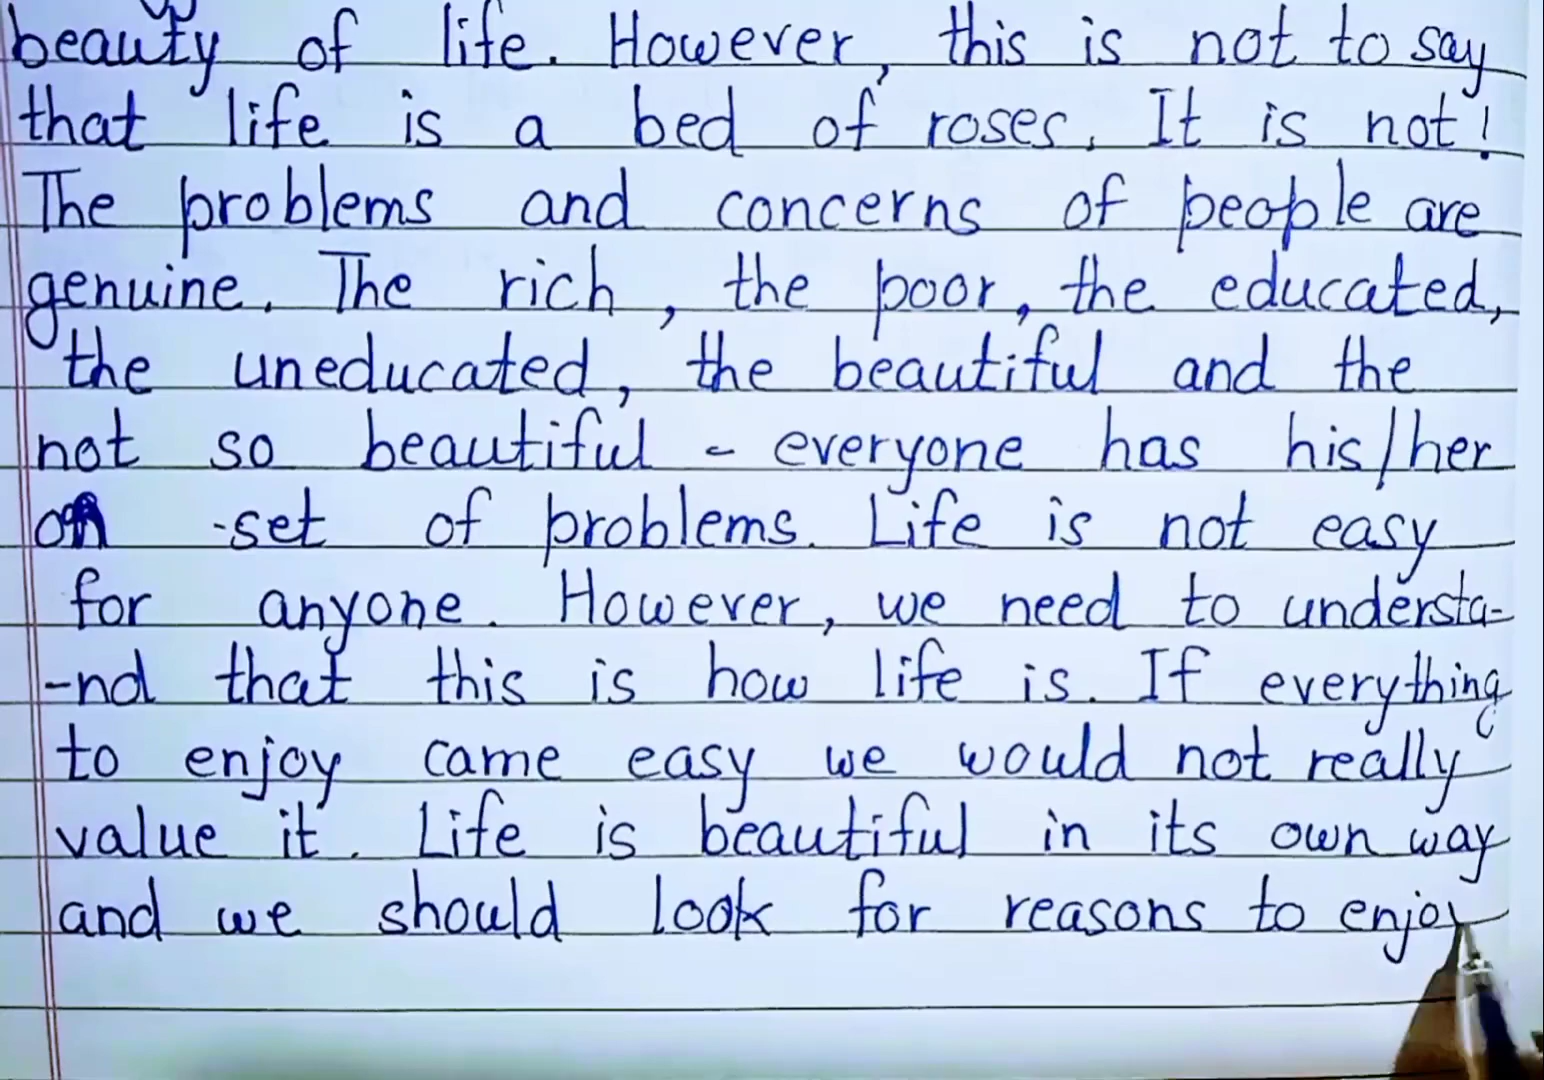 beauty of life. However, this is not to say
that life is a bed of roses. It is not!
The problems and concerns of people are
genuine. The rich, the poor, the educated,
the uneducated, the beautiful and the
not so beautiful - everyone has his/her
-set of problems. Life is not easy
for anyone. However, we need to understa-
-nd that this is how life is. If everything
to enjoy came easy we would not really
value it. Life is beautiful in its own way
and we should look for reasons to enjoy